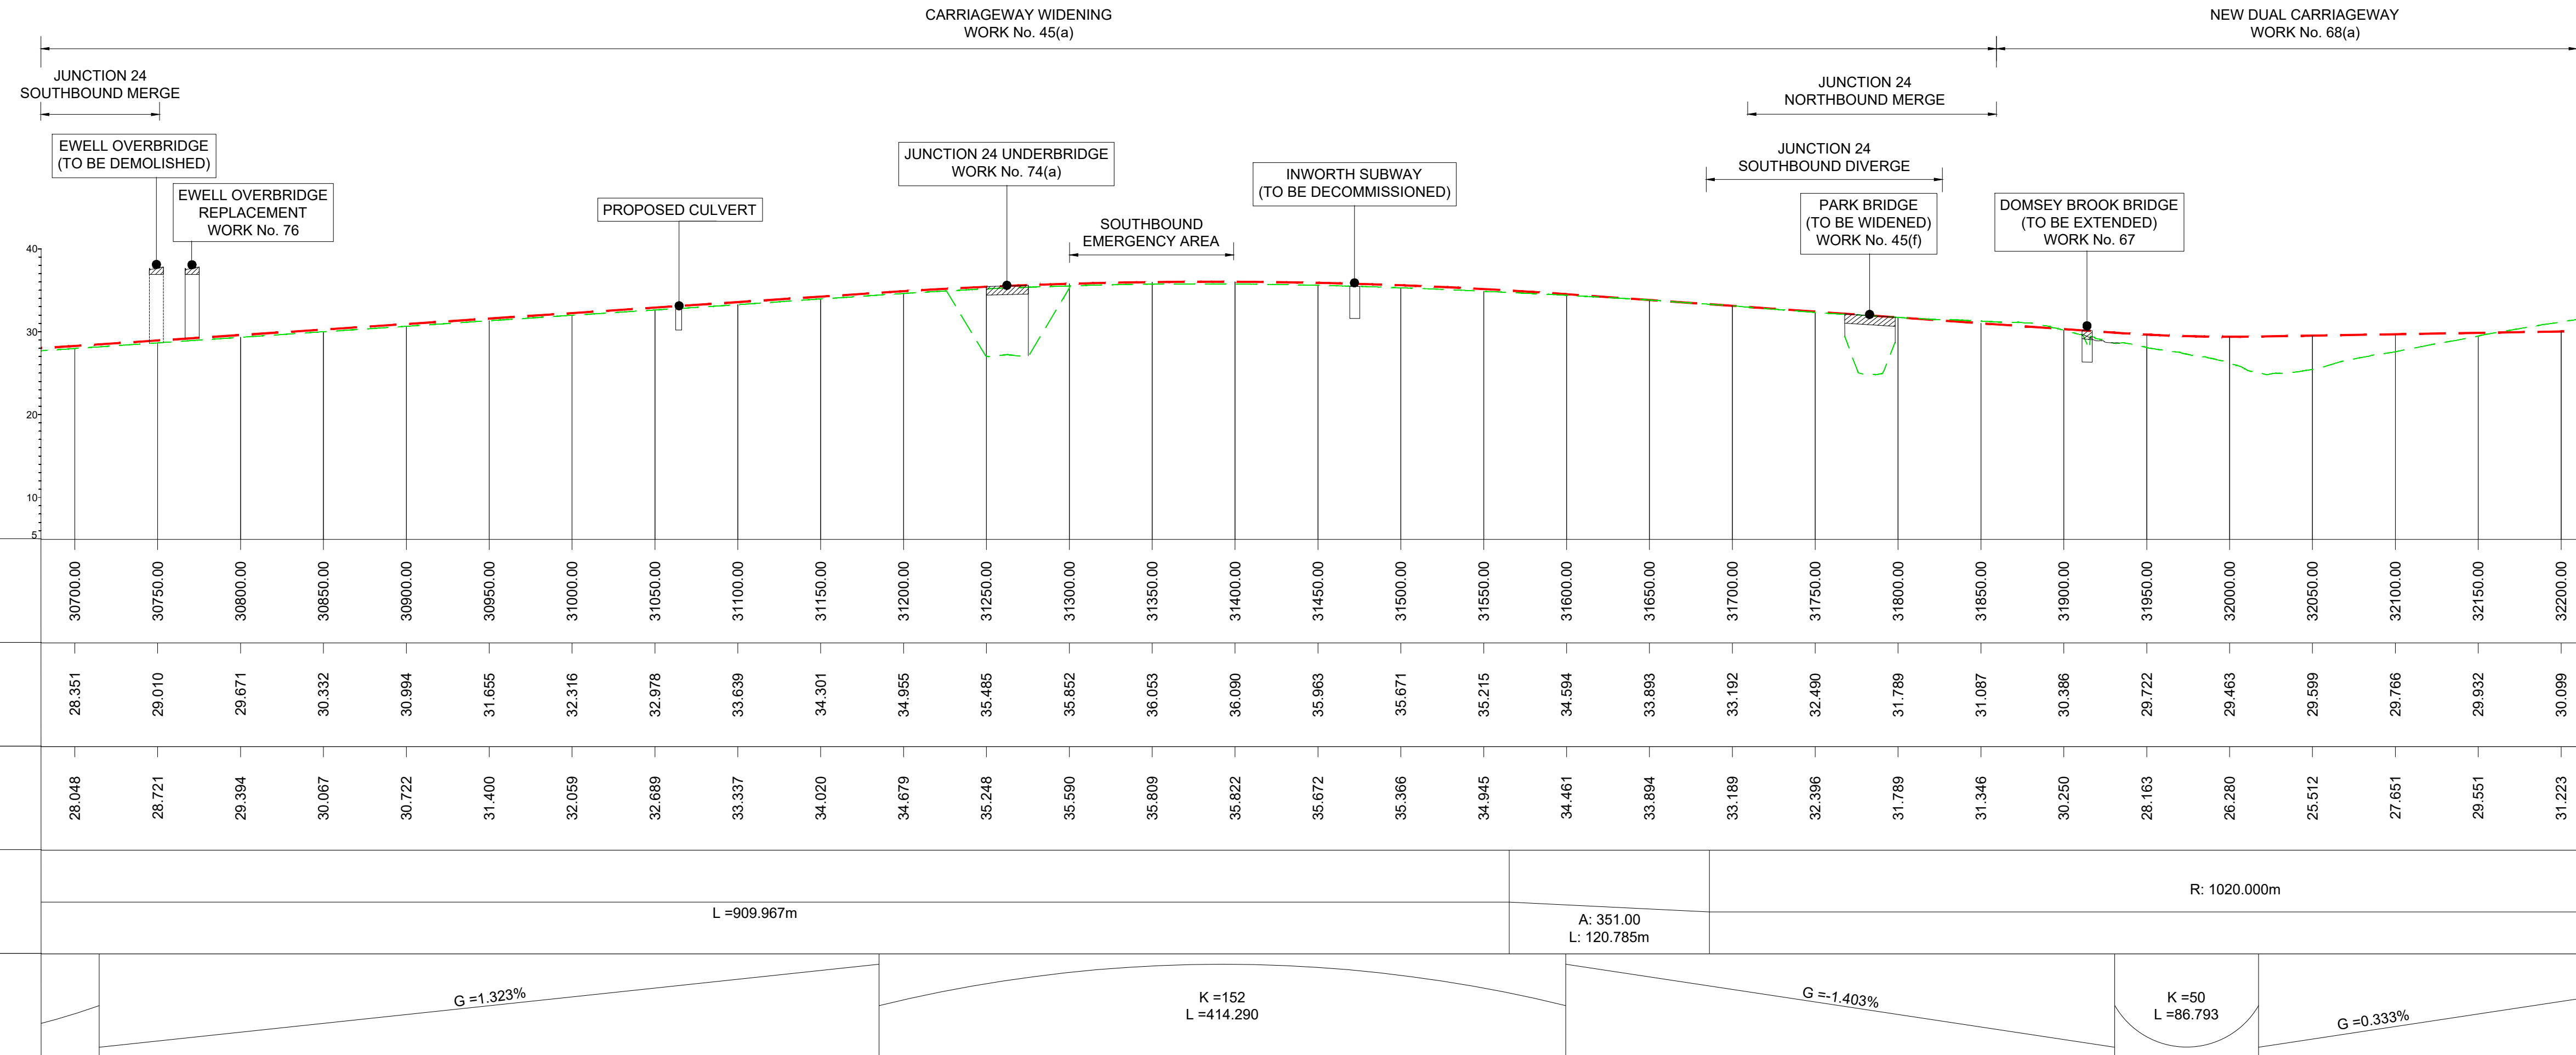 CARRIAGEWAY WIDENING
WORK No. 45(a)
NEW DUAL CARRIAGEWAY
WORK No. 68(a)
JUNCTION 24
SOUTHBOUND MERGE
JUNCTION 24
NORTHBOUND MERGE
JUNCTION 24
SOUTHBOUND DIVERGE
EWELL OVERBRIDGE
(TO BE DEMOLISHED)
EWELL OVERBRIDGE
REPLACEMENT
WORK No. 76
PROPOSED CULVERT
JUNCTION 24 UNDERBRIDGE
WORK No. 74(a)
SOUTHBOUND
EMERGENCY AREA
INWORTH SUBWAY
(TO BE DECOMMISSIONED)
PARK BRIDGE
(TO BE WIDENED)
WORK No. 45(f)
DOMSEY BROOK BRIDGE
(TO BE EXTENDED)
WORK No. 67
40
30
20
10
5
30700.00 30750.00 30800.00 30850.00 30900.00 30950.00 31000.00 31050.00 31100.00 31150.00 31200.00 31250.00 31300.00 31350.00 31400.00 31450.00 31500.00 31550.00 31600.00 31650.00 31700.00 31750.00 31800.00 31850.00 31900.00 31950.00 32000.00 32050.00 32100.00 32150.00 32200.00
28.351 29.010 29.671 30.332 30.994 31.655 32.316 32.978 33.639 34.301 34.955 35.485 35.852 36.053 36.090 35.963 35.671 35.215 34.594 33.893 33.192 32.490 31.789 31.087 30.386 29.722 29.463 29.599 29.766 29.932 30.099
28.048 28.721 29.394 30.067 30.722 31.400 32.059 32.689 33.337 34.020 34.679 35.248 35.590 35.809 35.822 35.672 35.366 34.945 34.461 33.894 33.189 32.396 31.789 31.346 30.250 28.163 26.280 25.512 27.651 29.551 31.223
L =909.967m
A: 351.00
L: 120.785m
R: 1020.000m
G =1.323%
K =152
L =414.290
G =-1.403%
K =50
L =86.793
G =0.333%